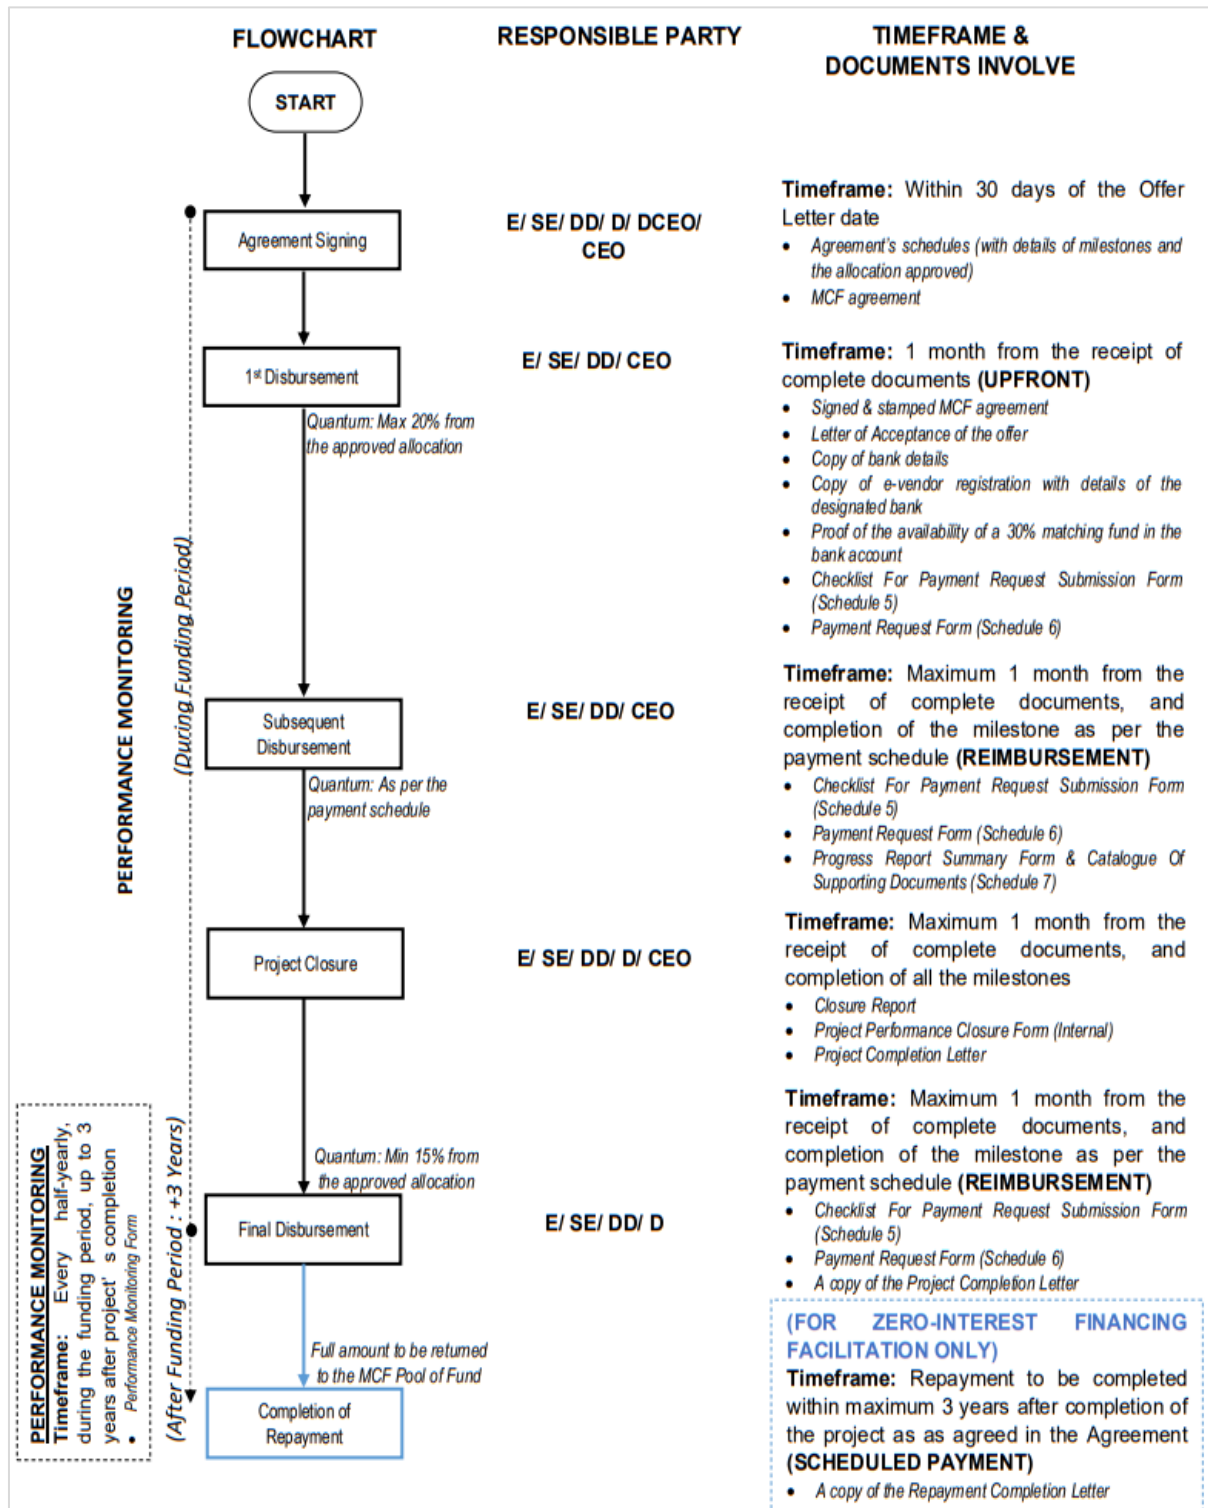 FLOWCHART
RESPONSIBLE PARTY
TIMEFRAME &
DOCUMENTS INVOLVE
START
Agreement Signing
E/ SE/ DD/ D/ DCEO/
CEO
Timeframe: Within 30 days of the Offer
Letter date
• Agreement's schedules (with details of milestones and
the allocation approved)
• MCF agreement
1st Disbursement
Quantum: Max 20% from
the approved allocation
E/ SE/ DD/ CEO
Timeframe: 1 month from the receipt of
complete documents (UPFRONT)
• Signed & stamped MCF agreement
• Letter of Acceptance of the offer
• Copy of bank details
• Copy of e-vendor registration with details of the
designated bank
• Proof of the availability of a 30% matching fund in the
bank account
• Checklist For Payment Request Submission Form
(Schedule 5)
• Payment Request Form (Schedule 6)
PERFORMANCE MONITORING
(During Funding Period)
Subsequent
Disbursement
Quantum: As per the
payment schedule
E/ SE/ DD/ CEO
Timeframe: Maximum 1 month from the
receipt of complete documents, and
completion of the milestone as per the
payment schedule (REIMBURSEMENT)
• Checklist For Payment Request Submission Form
(Schedule 5)
• Payment Request Form (Schedule 6)
• Progress Report Summary Form & Catalogue Of
Supporting Documents (Schedule 7)
Project Closure
E/ SE/ DD/ D/ CEO
Timeframe: Maximum 1 month from the
receipt of complete documents, and
completion of all the milestones
• Closure Report
• Project Performance Closure Form (Internal)
• Project Completion Letter
Quantum: Min 15% from
the approved allocation
Final Disbursement
E/ SE/ DD/ D
Timeframe: Maximum 1 month from the
receipt of complete documents, and
completion of the milestone as per the
payment schedule (REIMBURSEMENT)
• Checklist For Payment Request Submission Form
(Schedule 5)
• Payment Request Form (Schedule 6)
• A copy of the Project Completion Letter
PERFORMANCE MONITORING
Timeframe: Every half-yearly,
during the funding period, up to 3
years after project' s completion
• Performance Monitoring Form
(After Funding Period : +3 Years)
Full amount to be returned
to the MCF Pool of Fund
Completion of
Repayment
(FOR ZERO-INTEREST FINANCING
FACILITATION ONLY)
Timeframe: Repayment to be completed
within maximum 3 years after completion of
the project as as agreed in the Agreement
(SCHEDULED PAYMENT)
• A copy of the Repayment Completion Letter